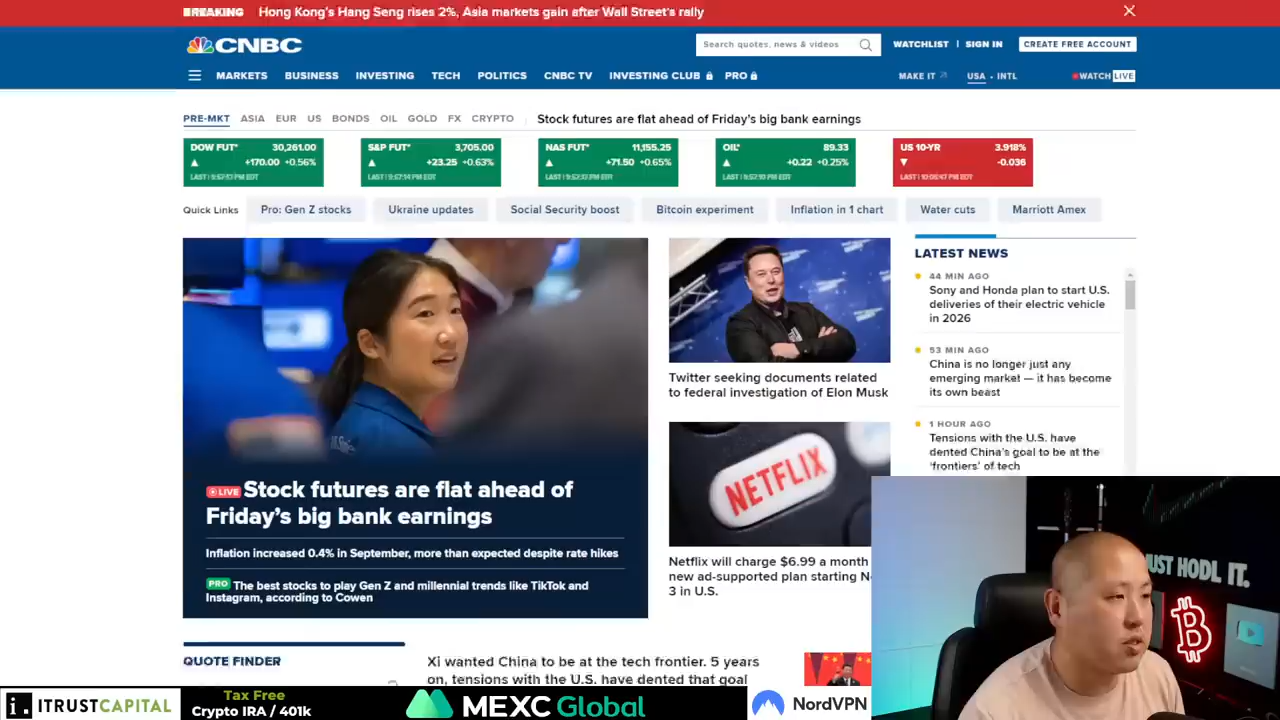 BREAKING Hong Kong's Hang Seng rises 2%, Asia markets gain after Wall Street's rally
CNBC
Search quotes, news & videos
WATCHLIST | SIGN IN
CREATE FREE ACCOUNT
MARKETS BUSINESS INVESTING TECH POLITICS CNBC TV INVESTING CLUB PRO
MAKE IT USA • INTL WATCH LIVE
PRE-MKT ASIA EUR US BONDS OIL GOLD FX CRYPTO
Stock futures are flat ahead of Friday's big bank earnings
DOW FUT* 30,261.00
+170.00 +0.56%
S&P FUT* 3,705.00
+23.25 +0.63%
NAS FUT* 11,155.25
+71.50 +0.65%
OIL* 89.33
+0.22 +0.25%
US 10-YR 3.918%
-0.036
Quick Links Pro: Gen Z stocks Ukraine updates Social Security boost Bitcoin experiment Inflation in 1 chart Water cuts Marriott Amex
LIVE Stock futures are flat ahead of
Friday's big bank earnings
Inflation increased 0.4% in September, more than expected despite rate hikes
PRO The best stocks to play Gen Z and millennial trends like TikTok and
Instagram, according to Cowen
Twitter seeking documents related
to federal investigation of Elon Musk
NETFLIX
Netflix will charge $6.99 a month
new ad-supported plan starting N
3 in U.S.
LATEST NEWS
44 MIN AGO
Sony and Honda plan to start U.S.
deliveries of their electric vehicle
in 2026
53 MIN AGO
China is no longer just any
emerging market — it has become
its own beast
1 HOUR AGO
Tensions with the U.S. have
dented China's goal to be at the
'frontiers' of tech
QUOTE FINDER
Xi wanted China to be at the tech frontier. 5 years
on, tensions with the U.S. have dented that goal
JUST HODL IT.
i. ITRUSTCAPITAL
Tax Free
Crypto IRA / 401k
MEXC Global
NordVPN